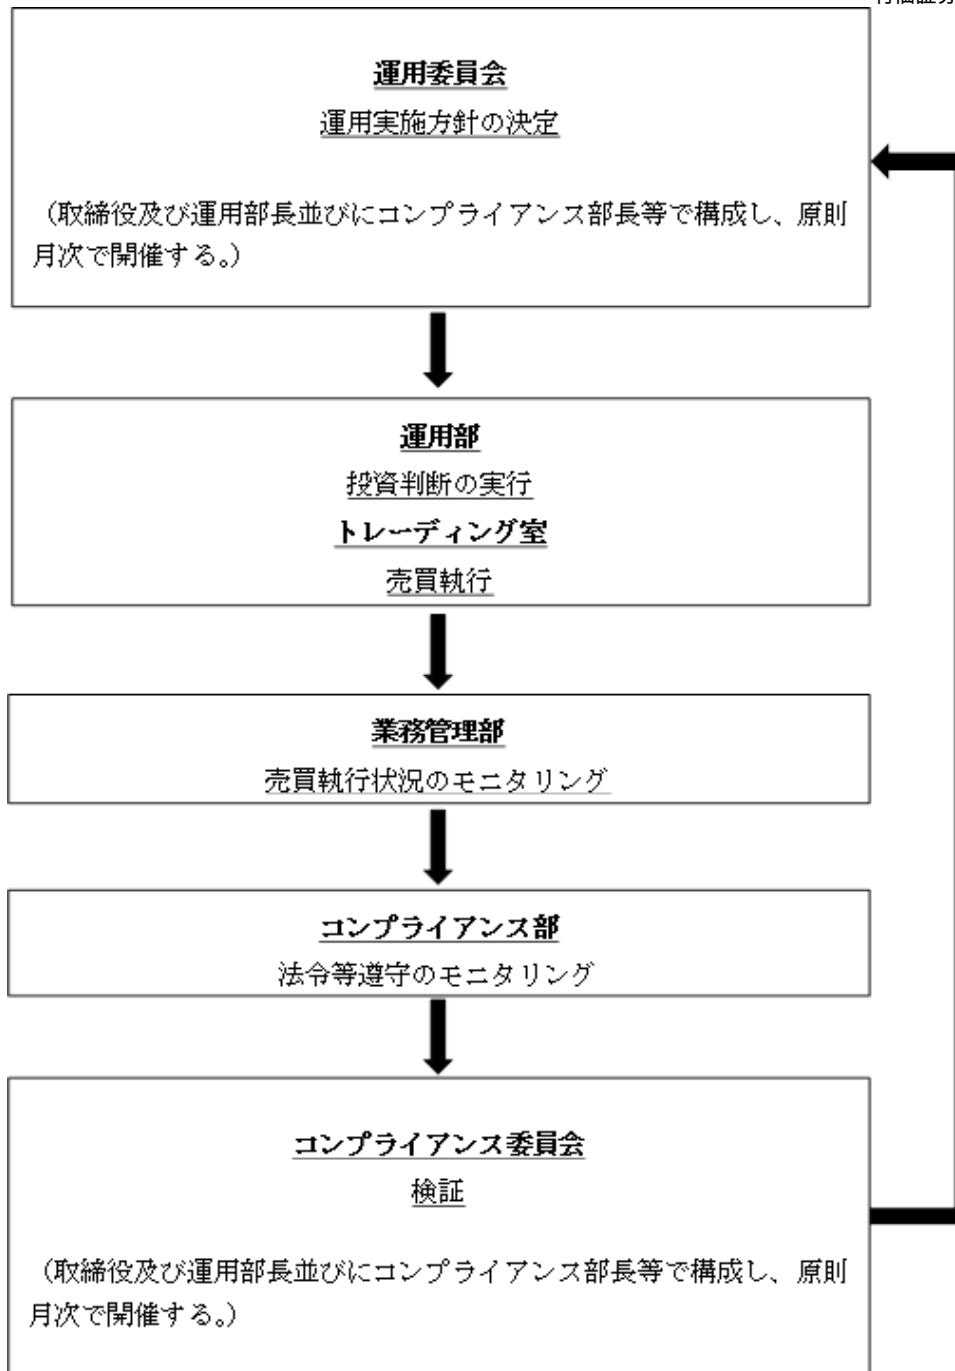 運用委員会
運用実施方針の決定
（取締役及び運用部長並びにコンプライアンス部長等で構成し、原則
月次で開催する。）
運用部
投資判断の実行
トレーディング室
売買執行
業務管理部
売買執行状況のモニタリング
コンプライアンス部
法令等遵守のモニタリング
コンプライアンス委員会
検証
（取締役及び運用部長並びにコンプライアンス部長等で構成し、原則
月次で開催する。）